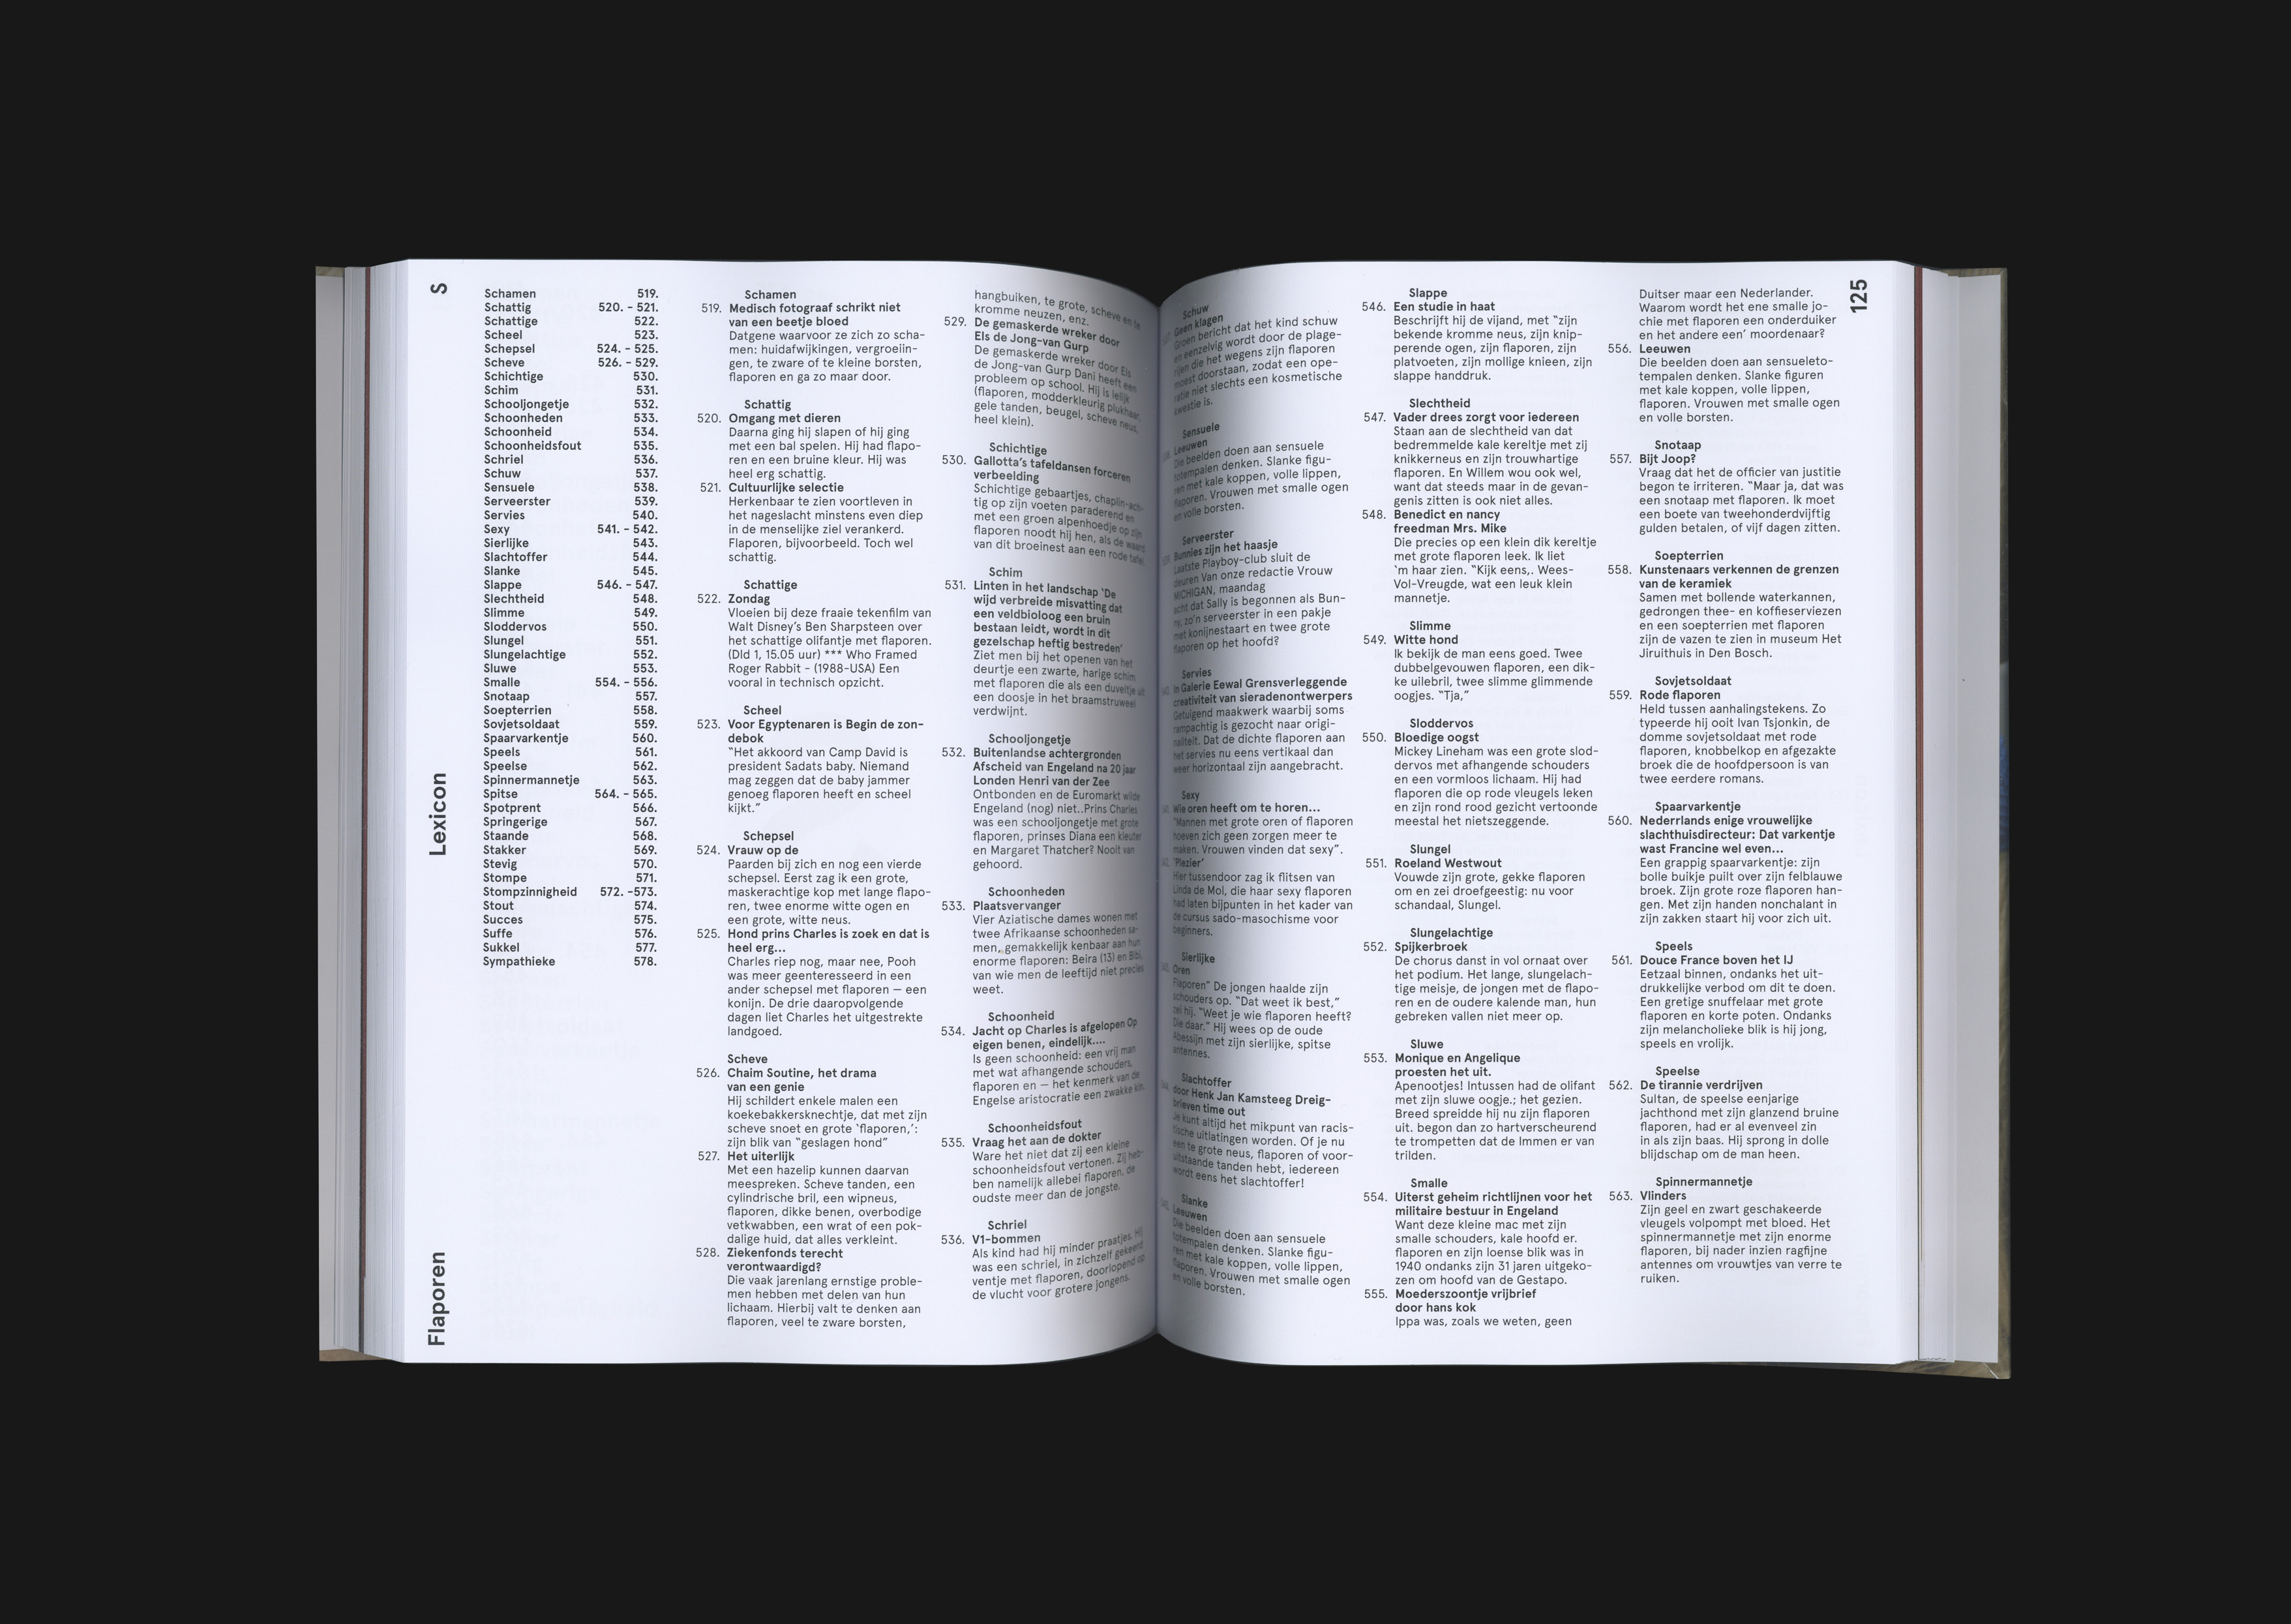 S
Lexicon
Flaporen
Schamen 519.
Schattig 520. - 521.
Schattige 522.
Scheel 523.
Schepsel 524. - 525.
Scheve 526. - 529.
Schichtige 530.
Schim 531.
Schooljongetje 532.
Schoonheden 533.
Schoonheid 534.
Schoonheidsfout 535.
Schriel 536.
Schuw 537.
Sensuele 538.
Serveerster 539.
Servies 540.
Sexy 541. - 542.
Sierlijke 543.
Slachtoffer 544.
Slanke 545.
Slappe 546. - 547.
Slechtheid 548.
Slimme 549.
Sloddervos 550.
Slungel 551.
Slungelachtige 552.
Sluwe 553.
Smalle 554. - 556.
Snotaap 557.
Soepterrien 558.
Sovjetsoldaat 559.
Spaarvarkentje 560.
Speels 561.
Speelse 562.
Spinnermannetje 563.
Spitse 564. - 565.
Spotprent 566.
Springerige 567.
Staande 568.
Stakker 569.
Stevig 570.
Stompe 571.
Stompzinnigheid 572. -573.
Stout 574.
Succes 575.
Suffe 576.
Sukkel 577.
Sympathieke 578.
Schamen
519. Medisch fotograaf schrikt niet
van een beetje bloed
Datgene waarvoor ze zich zo scha-
men: huidafwijkingen, vergroeiin-
gen, te zware of te kleine borsten,
flaporen en ga zo maar door.
Schattig
520. Omgang met dieren
Daarna ging hij slapen of hij ging
met een bal spelen. Hij had flapo-
ren en een bruine kleur. Hij was
heel erg schattig.
521. Cultuurlijke selectie
Herkenbaar te zien voortleven in
het nageslacht minstens even diep
in de menselijke ziel verankerd.
Flaporen, bijvoorbeeld. Toch wel
schattig.
Schattige
522. Zondag
Vloeien bij deze fraaie tekenfilm van
Walt Disney's Ben Sharpsteen over
het schattige olifantje met flaporen.
(Dld 1, 15.05 uur) *** Who Framed
Roger Rabbit - (1988-USA) Een
vooral in technisch opzicht.
Scheel
523. Voor Egyptenaren is Begin de zon-
debok
“Het akkoord van Camp David is
president Sadats baby. Niemand
mag zeggen dat de baby jammer
genoeg flaporen heeft en scheel
kijkt.”
Schepsel
524. Vrauw op de
Paarden bij zich en nog een vierde
schepsel. Eerst zag ik een grote,
maskerachtige kop met lange flapo-
ren, twee enorme witte ogen en
een grote, witte neus.
525. Hond prins Charles is zoek en dat is
heel erg...
Charles riep nog, maar nee, Pooh
was meer geenteresseerd in een
ander schepsel met flaporen — een
konijn. De drie daaropvolgende
dagen liet Charles het uitgestrekte
landgoed.
Scheve
526. Chaim Soutine, het drama
van een genie
Hij schildert enkele malen een
koekebakkersknechtje, dat met zijn
scheve snoet en grote ‘flaporen,’:
zijn blik van “geslagen hond”
527. Het uiterlijk
Met een hazelip kunnen daarvan
meespreken. Scheve tanden, een
cylindrische bril, een wipneus,
flaporen, dikke benen, overbodige
vetkwabben, een wrat of een pok-
dalige huid, dat alles verkleint.
528. Ziekenfonds terecht
verontwaardigd?
Die vaak jarenlang ernstige proble-
men hebben met delen van hun
lichaam. Hierbij valt te denken aan
flaporen, veel te zware borsten,
hangbuiken, te grote, scheve en te
kromme neuzen, enz.
529. De gemaskerde wreker door
Els de Jong-van Gurp
De gemaskerde wreker door Els
de Jong-van Gurp Dani heeft een
probleem op school. Hij is lelijk
(flaporen, modderkleurig plukhaar,
gele tanden, beugel, scheve neus,
heel klein).
Schichtige
530. Gallotta's tafeldansen forceren
verbeelding
Schichtige gebaartjes, chaplin-ach-
tig op zijn voeten paraderend en
met een groen alpenhoedje op zijn
flaporen noodt hij hen, als de waard
van dit broeinest aan een rode tafel
Schim
531. Linten in het landschap ‘De
wijd verbreide misvatting dat
een veldbioloog een bruin
bestaan leidt, wordt in dit
gezelschap heftig bestreden’
Ziet men bij het openen van het
deurtje een zwarte, harige schim
met flaporen die als een duveltje uit
een doosje in het braamstruweel
verdwijnt.
Schooljongetje
532. Buitenlandse achtergronden
Afscheid van Engeland na 20 jaar
Londen Henri van der Zee
Ontbonden en de Euromarkt wilde
Engeland (nog) niet..Prins Charles
was een schooljongetje met grote
flaporen, prinses Diana een kleuter
en Margaret Thatcher? Nooit van
gehoord.
Schoonheden
533. Plaatsvervanger
Vier Aziatische dames wonen met
twee Afrikaanse schoonheden sa-
men, gemakkelijk kenbaar aan hun
enorme flaporen: Beira (13) en Bibi,
van wie men de leeftijd niet precies
weet.
Schoonheid
534. Jacht op Charles is afgelopen Op
eigen benen, eindelijk....
Is geen schoonheid: een vrij man
met wat afhangende schouders,
flaporen en — het kenmerk van de
Engelse aristocratie een zwakke kin.
Schoonheidsfout
535. Vraag het aan de dokter
Ware het niet dat zij een kleine
schoonheidsfout vertonen. Zij heb-
ben namelijk allebei flaporen, de
oudste meer dan de jongste.
Schriel
536. V1-bommen
Als kind had hij minder praatjes. Hij
was een schriel, in zichzelf gekeerd
ventje met flaporen, doorlopend op
de vlucht voor grotere jongens.
Schuw
Geen klagen
Groen bericht dat het kind schuw
en eenzelvig wordt door de plage-
rijen die het wegens zijn flaporen
moest doorstaan, zodat een ope-
ratie niet slechts een kosmetische
kwestie is.
Sensuele
Leeuwen
Die beelden doen aan sensuele
totempalen denken. Slanke figu-
ren met kale koppen, volle lippen,
flaporen. Vrouwen met smalle ogen
en volle borsten.
Serveerster
Bunnies zijn het haasje
Laatste Playboy-club sluit de
deuren Van onze redactie Vrouw
MICHIGAN, maandag
acht dat Sally is begonnen als Bun-
ny, zo'n serveerster in een pakje
met konijnestaart en twee grote
flaporen op het hoofd?
Servies
In Galerie Eewal Grensverleggende
creativiteit van sieradenontwerpers
Getuigend maakwerk waarbij soms
krampachtig is gezocht naar origi-
naliteit. Dat de dichte flaporen aan
het servies nu eens vertikaal dan
weer horizontaal zijn aangebracht.
Sexy
Wie oren heeft om te horen...
“Mannen met grote oren of flaporen
hoeven zich geen zorgen meer te
maken. Vrouwen vinden dat sexy”.
‘Plezier’
Hier tussendoor zag ik flitsen van
Linda de Mol, die haar sexy flaporen
had laten bijpunten in het kader van
de cursus sado-masochisme voor
beginners.
Sierlijke
Oren
Flaporen” De jongen haalde zijn
schouders op. “Dat weet ik best,”
zei hij. “Weet je wie flaporen heeft?
Die daar.” Hij wees op de oude
Abessijn met zijn sierlijke, spitse
antennes.
Slachtoffer
door Henk Jan Kamsteeg Dreig-
brieven time out
Je kunt altijd het mikpunt van racis-
tische uitlatingen worden. Of je nu
een te grote neus, flaporen of voor-
uitstaande tanden hebt, iedereen
wordt eens het slachtoffer!
Slanke
Leeuwen
Die beelden doen aan sensuele
totempalen denken. Slanke figu-
ren met kale koppen, volle lippen,
flaporen. Vrouwen met smalle ogen
en volle borsten.
Slappe
546. Een studie in haat
Beschrijft hij de vijand, met “zijn
bekende kromme neus, zijn knip-
perende ogen, zijn flaporen, zijn
platvoeten, zijn mollige knieen, zijn
slappe handdruk.
Slechtheid
547. Vader drees zorgt voor iedereen
Staan aan de slechtheid van dat
bedremmelde kale kereltje met zij
knikkerneus en zijn trouwhartige
flaporen. En Willem wou ook wel,
want dat steeds maar in de gevan-
genis zitten is ook niet alles.
548. Benedict en nancy
freedman Mrs. Mike
Die precies op een klein dik kereltje
met grote flaporen leek. Ik liet
‘m haar zien. “Kijk eens,. Wees-
Vol-Vreugde, wat een leuk klein
mannetje.
Slimme
549. Witte hond
Ik bekijk de man eens goed. Twee
dubbelgevouwen flaporen, een dik-
ke uilebril, twee slimme glimmende
oogjes. “Tja,”
Sloddervos
550. Bloedige oogst
Mickey Lineham was een grote slod-
dervos met afhangende schouders
en een vormloos lichaam. Hij had
flaporen die op rode vleugels leken
en zijn rond rood gezicht vertoonde
meestal het nietszeggende.
Slungel
551. Roeland Westwout
Vouwde zijn grote, gekke flaporen
om en zei droefgeestig: nu voor
schandaal, Slungel.
Slungelachtige
552. Spijkerbroek
De chorus danst in vol ornaat over
het podium. Het lange, slungelach-
tige meisje, de jongen met de flapo-
ren en de oudere kalende man, hun
gebreken vallen niet meer op.
Sluwe
553. Monique en Angelique
proesten het uit.
Apenootjes! Intussen had de olifant
met zijn sluwe oogje.; het gezien.
Breed spreidde hij nu zijn flaporen
uit. begon dan zo hartverscheurend
te trompetten dat de Immen er van
trilden.
Smalle
554. Uiterst geheim richtlijnen voor het
militaire bestuur in Engeland
Want deze kleine mac met zijn
smalle schouders, kale hoofd er.
flaporen en zijn loense blik was in
1940 ondanks zijn 31 jaren uitgeko-
zen om hoofd van de Gestapo.
555. Moederszoontje vrijbrief
door hans kok
Ippa was, zoals we weten, geen
Duitser maar een Nederlander.
Waarom wordt het ene smalle jo-
chie met flaporen een onderduiker
en het andere een’ moordenaar?
556. Leeuwen
Die beelden doen aan sensueleto-
tempalen denken. Slanke figuren
met kale koppen, volle lippen,
flaporen. Vrouwen met smalle ogen
en volle borsten.
Snotaap
557. Bijt Joop?
Vraag dat het de officier van justitie
begon te irriteren. “Maar ja, dat was
een snotaap met flaporen. Ik moet
een boete van tweehonderdvijftig
gulden betalen, of vijf dagen zitten.
Soepterrien
558. Kunstenaars verkennen de grenzen
van de keramiek
Samen met bollende waterkannen,
gedrongen thee- en koffieserviezen
en een soepterrien met flaporen
zijn de vazen te zien in museum Het
Jiruithuis in Den Bosch.
Sovjetsoldaat
559. Rode flaporen
Held tussen aanhalingstekens. Zo
typeerde hij ooit Ivan Tsjonkin, de
domme sovjetsoldaat met rode
flaporen, knobbelkop en afgezakte
broek die de hoofdpersoon is van
twee eerdere romans.
Spaarvarkentje
560. Nederlands enige vrouwelijke
slachthuisdirecteur: Dat varkentje
wast Francine wel even...
Een grappig spaarvarkentje: zijn
bolle buikje puilt over zijn felblauwe
broek. Zijn grote roze flaporen han-
gen. Met zijn handen nonchalant in
zijn zakken staart hij voor zich uit.
Speels
561. Douce France boven het IJ
Eetzaal binnen, ondanks het uit-
drukkelijke verbod om dit te doen.
Een gretige snuffelaar met grote
flaporen en korte poten. Ondanks
zijn melancholieke blik is hij jong,
speels en vrolijk.
Speelse
562. De tirannie verdrijven
Sultan, de speelse eenjarige
jachthond met zijn glanzend bruine
flaporen, had er al evenveel zin
in als zijn baas. Hij sprong in dolle
blijdschap om de man heen.
Spinnermannetje
563. Vlinders
Zijn geel en zwart geschakeerde
vleugels volpompt met bloed. Het
spinnermannetje met zijn enorme
flaporen, bij nader inzien ragfijne
antennes om vrouwtjes van verre te
ruiken.
125